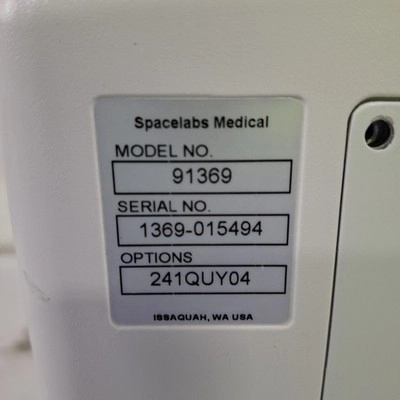 Spacelabs Medical
MODEL NO.
91369
SERIAL NO.
1369-015494
OPTIONS
241QUY04
ISSAQUAH, WA USA